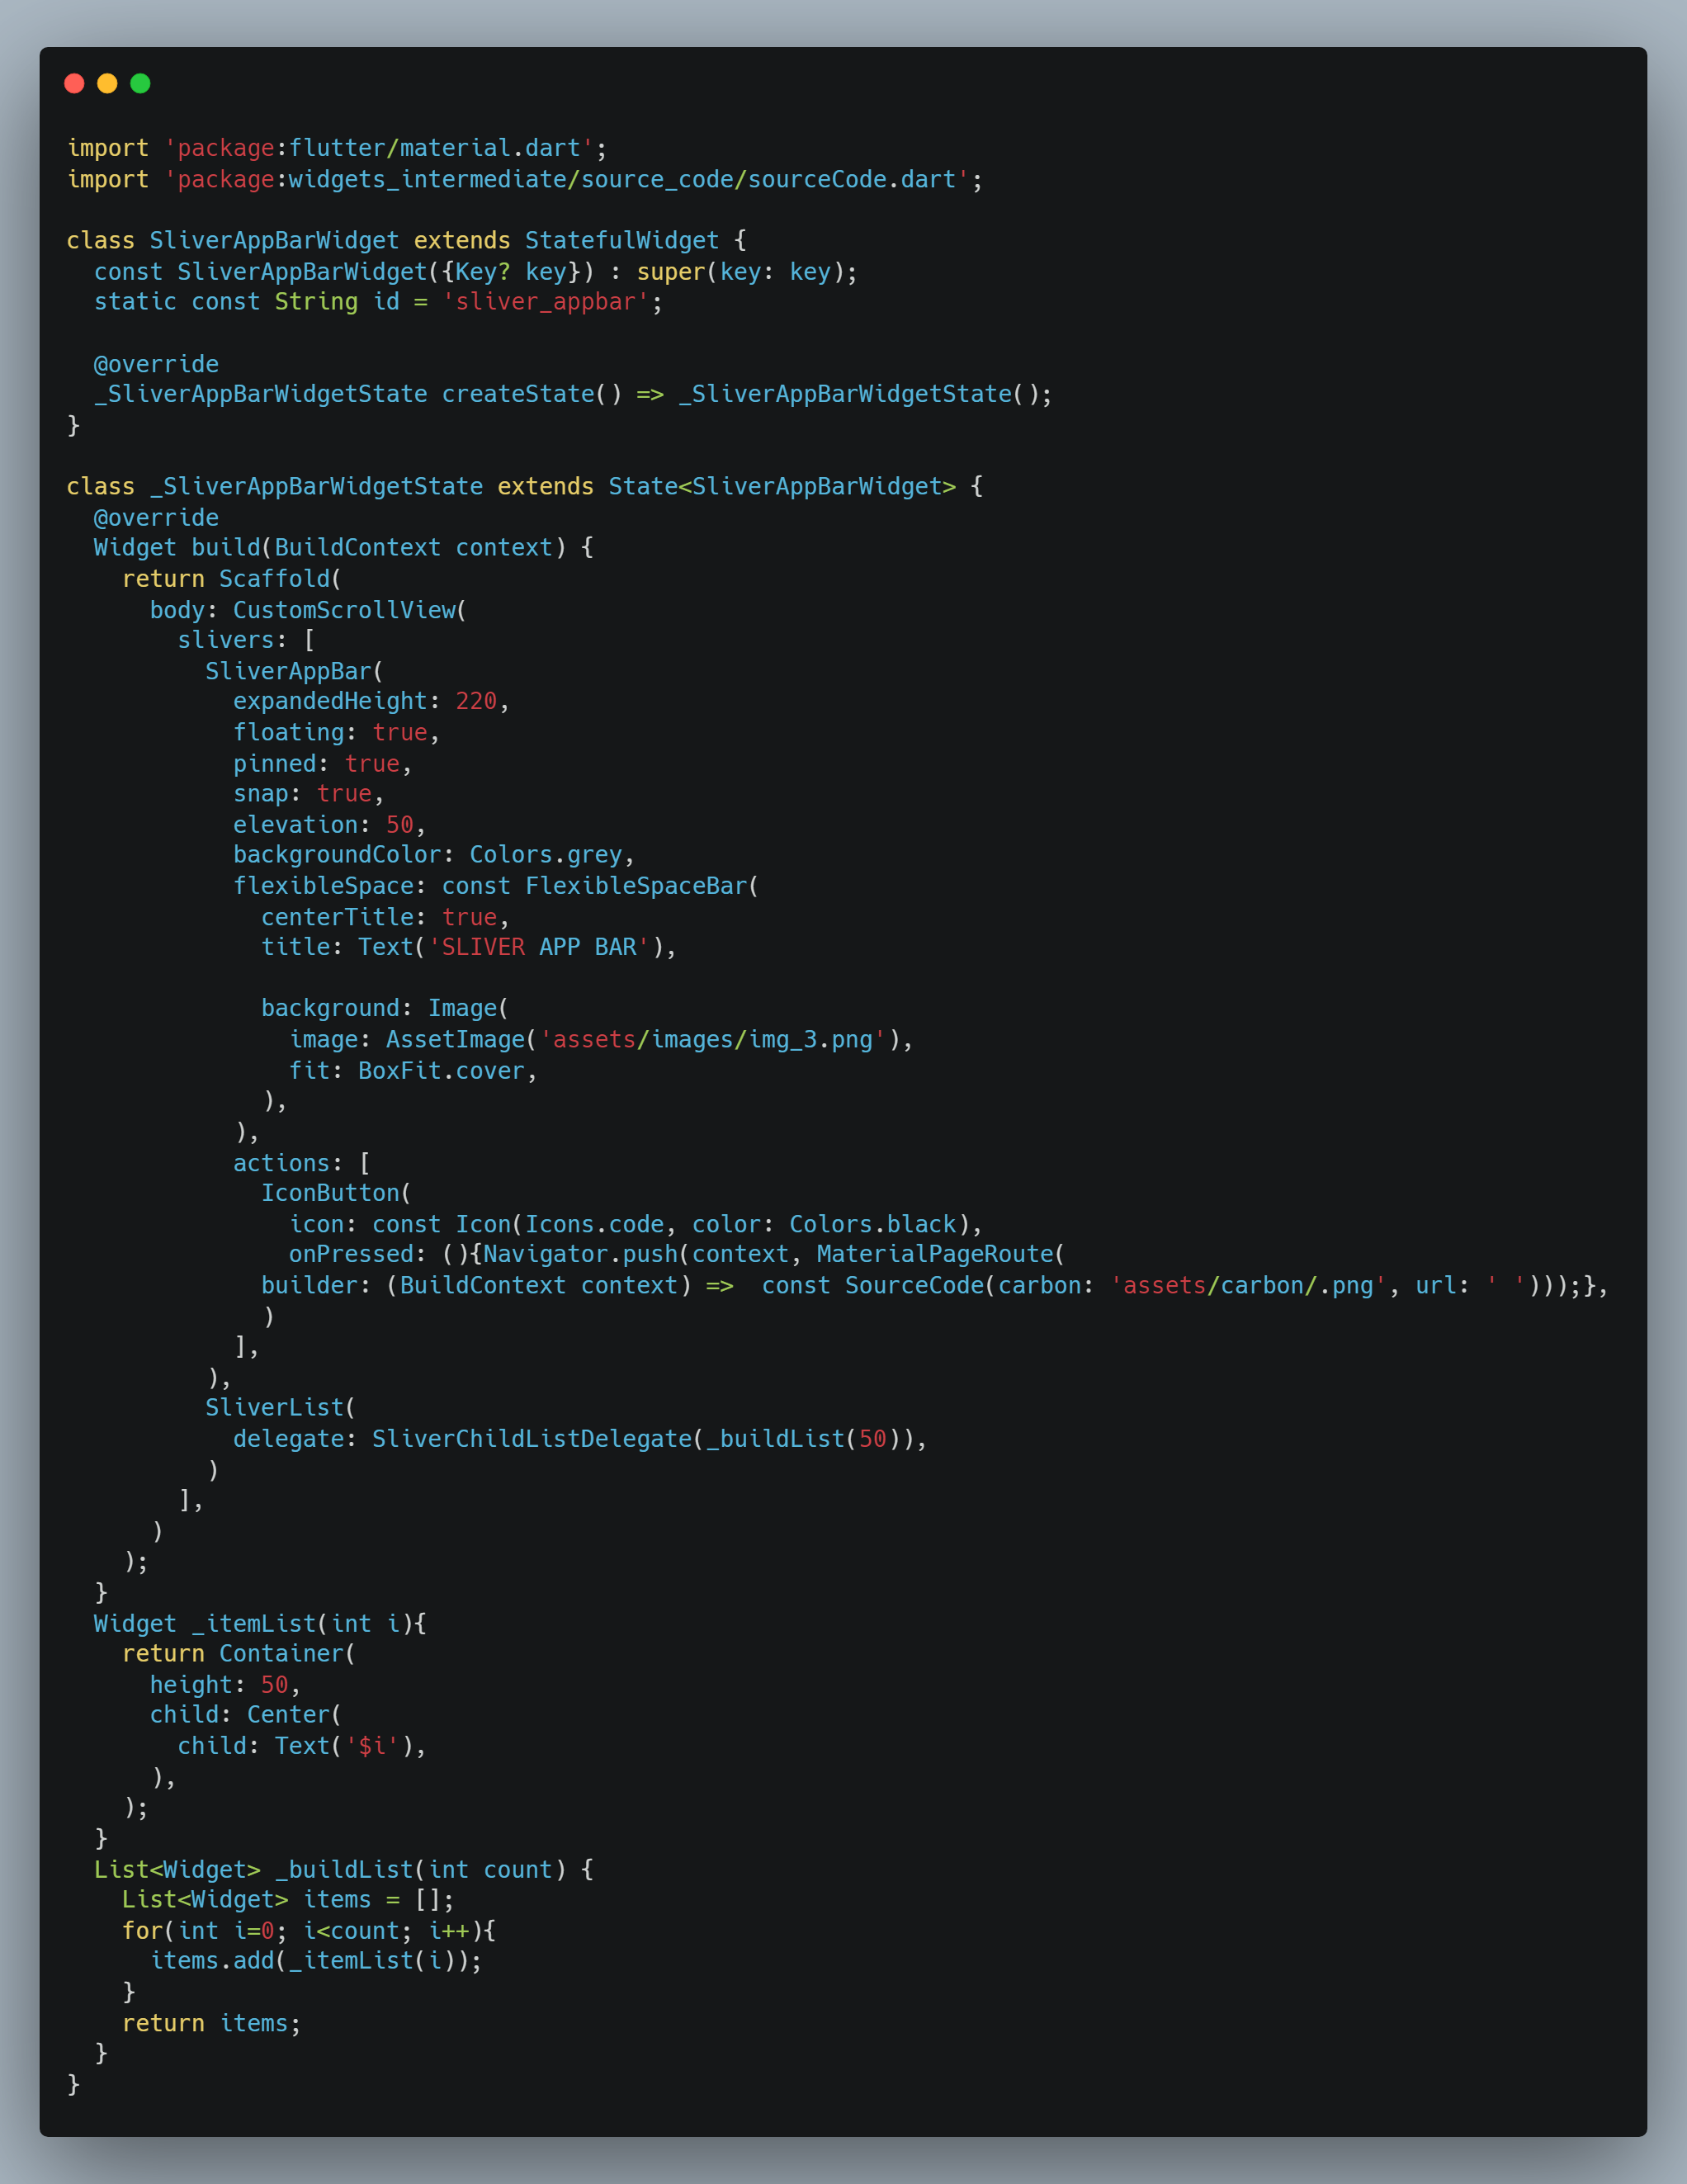 import 'package:flutter/material.dart';
import 'package:widgets_intermediate/source_code/sourceCode.dart';

class SliverAppBarWidget extends StatefulWidget {
  const SliverAppBarWidget({Key? key}) : super(key: key);
  static const String id = 'sliver_appbar';

  @override
  _SliverAppBarWidgetState createState() => _SliverAppBarWidgetState();
}

class _SliverAppBarWidgetState extends State<SliverAppBarWidget> {
  @override
  Widget build(BuildContext context) {
    return Scaffold(
      body: CustomScrollView(
        slivers: [
          SliverAppBar(
            expandedHeight: 220,
            floating: true,
            pinned: true,
            snap: true,
            elevation: 50,
            backgroundColor: Colors.grey,
            flexibleSpace: const FlexibleSpaceBar(
              centerTitle: true,
              title: Text('SLIVER APP BAR'),

              background: Image(
                image: AssetImage('assets/images/img_3.png'),
                fit: BoxFit.cover,
              ),
            ),
            actions: [
              IconButton(
                icon: const Icon(Icons.code, color: Colors.black),
                onPressed: (){Navigator.push(context, MaterialPageRoute(
              builder: (BuildContext context) =>  const SourceCode(carbon: 'assets/carbon/.png', url: ' ')));},
              )
            ],
          ),
          SliverList(
            delegate: SliverChildListDelegate(_buildList(50)),
          )
        ],
      )
    );
  }
  Widget _itemList(int i){
    return Container(
      height: 50,
      child: Center(
        child: Text('$i'),
      ),
    );
  }
  List<Widget> _buildList(int count) {
    List<Widget> items = [];
    for(int i=0; i<count; i++){
      items.add(_itemList(i));
    }
    return items;
  }
}